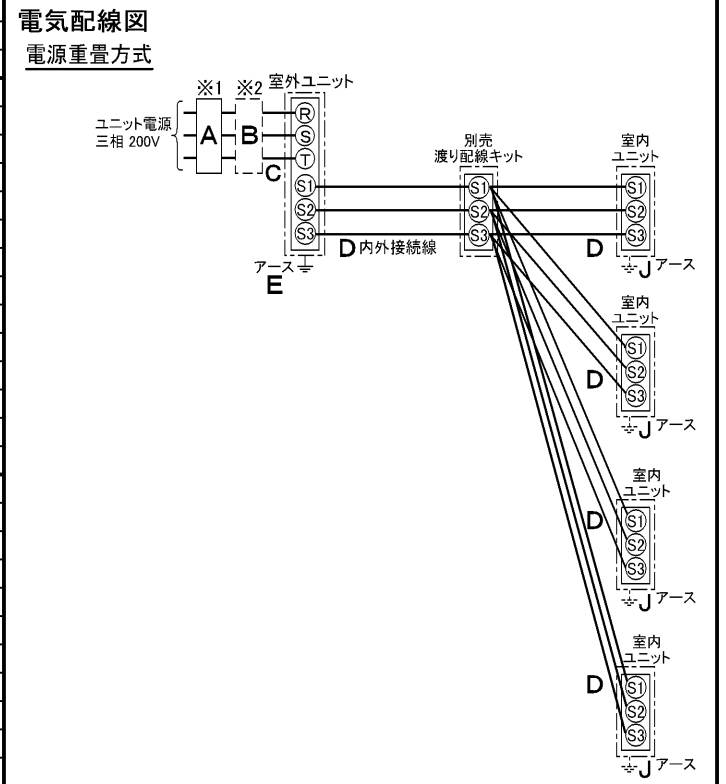 電気配線図
電源重畳方式
※1 ※2 室外ユニット
ユニット電源
三相 200V
A B
R
S
T
C
S1
S2
S3
アース
E
D 内外接続線
別売
渡り配線キット
S1
S2
S3
室内
ユニット
S1
S2
S3
D
J アース
室内
ユニット
S1
S2
S3
D
J アース
室内
ユニット
S1
S2
S3
D
J アース
室内
ユニット
S1
S2
S3
D
J アース